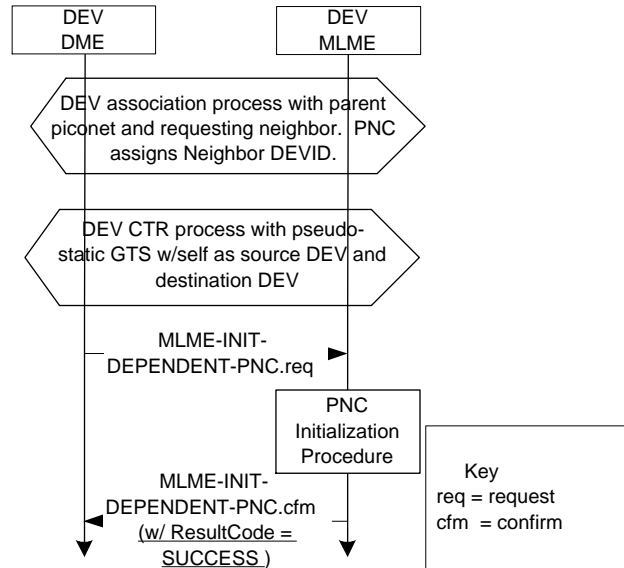 DEV
DME
DEV
MLME
DEV association process with parent
piconet and requesting neighbor. PNC
assigns Neighbor DEVID.
DEV CTR process with pseudo-
static GTS w/self as source DEV and
destination DEV
MLME-INIT-
DEPENDENT-PNC.req
PNC
Initialization
Procedure
MLME-INIT-
DEPENDENT-PNC.cfm
(w/ ResultCode =
SUCCESS )
Key
req = request
cfm = confirm